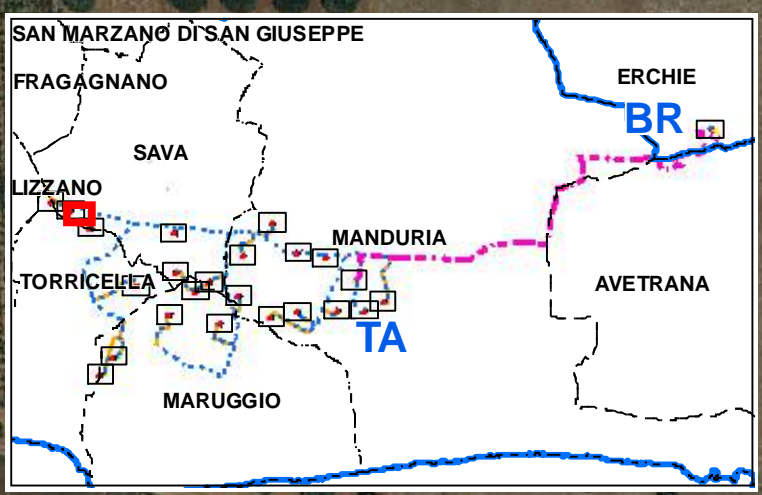 SAN MARZANO DI SAN GIUSEPPE
FRAGAGNANO
ERCHIE
BR
SAVA
LIZZANO
MANDURIA
TORRICELLA
AVETRANA
TA
MARUGGIO